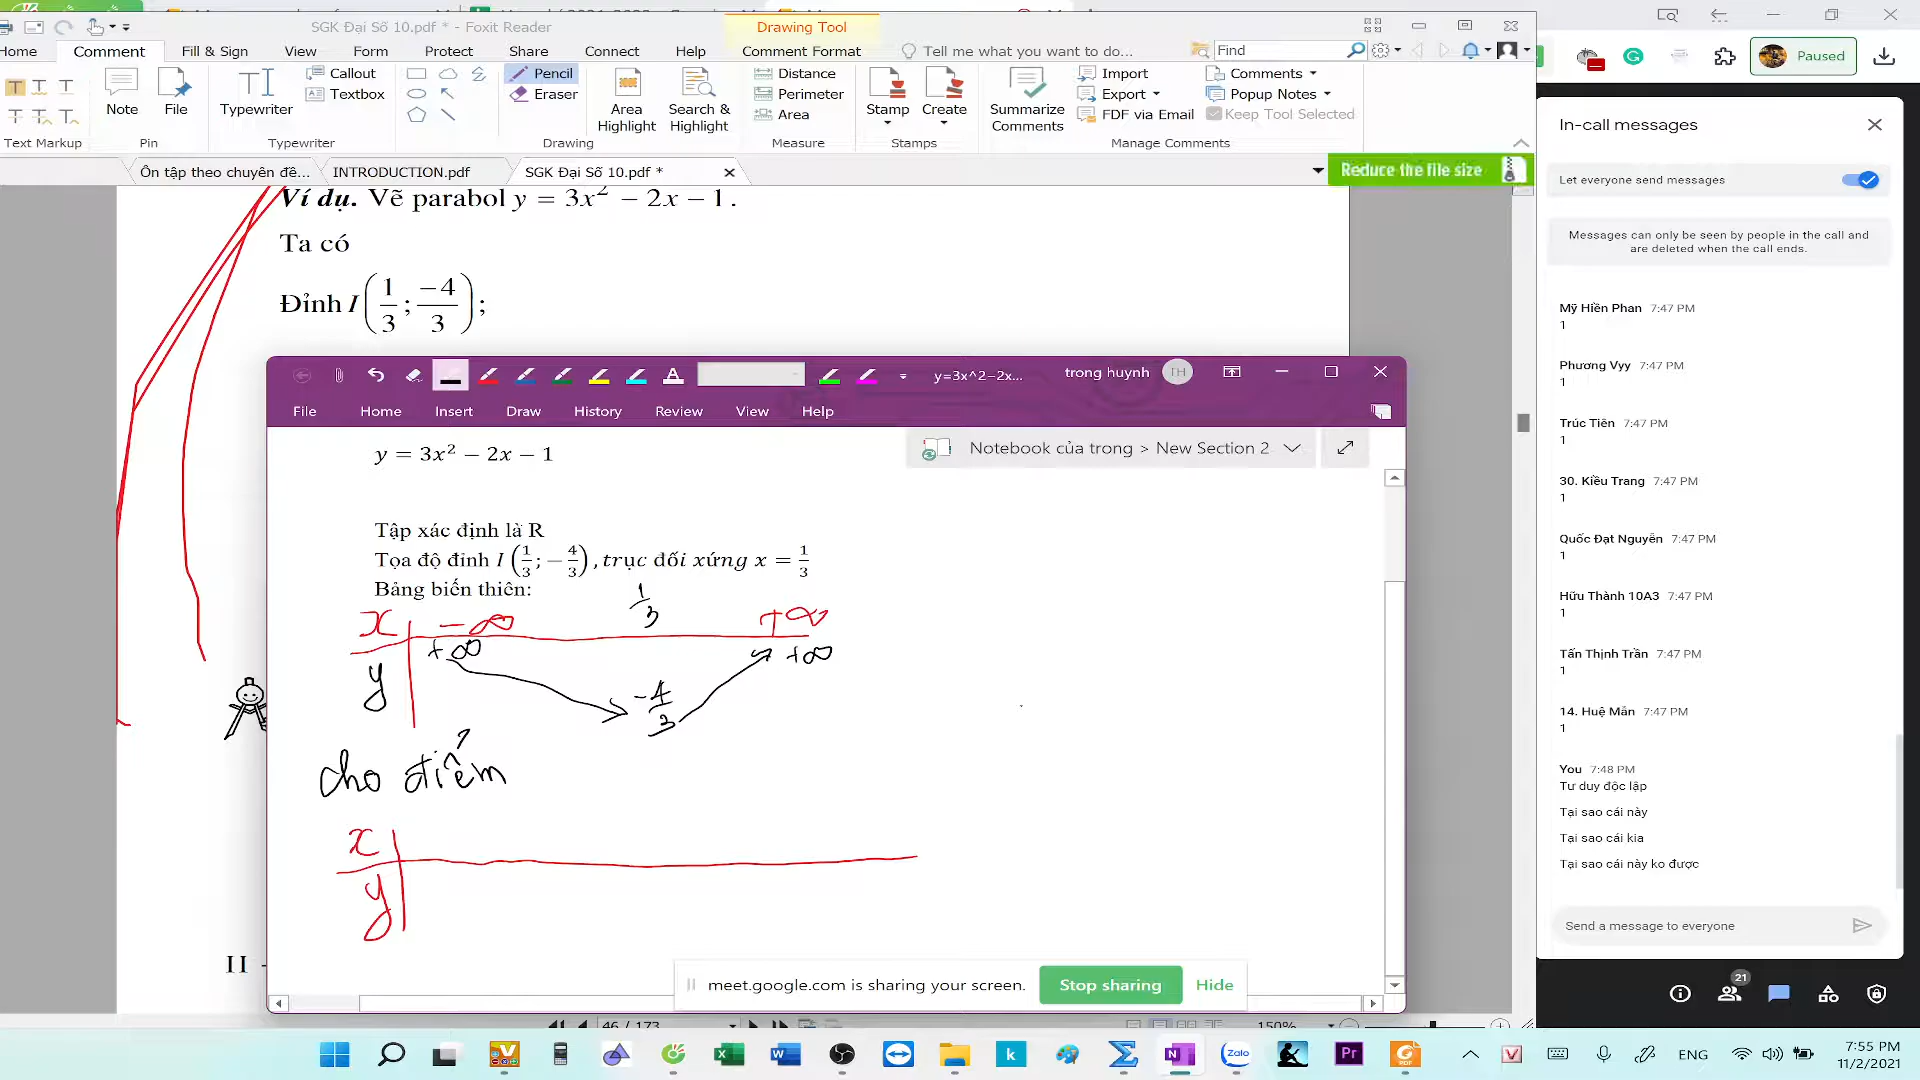 SGK Đại Số 10.pdf * - Foxit Reader
Drawing Tool
Home Comment Fill & Sign View Form Protect Share Connect Help Comment Format Tell me what you want to do... Find
Note File Typewriter
Callout
Textbox
Pencil
Eraser
Area Highlight
Search & Highlight
Distance
Perimeter
Area
Stamp Create
Summarize Comments
Import
Export
FDF via Email
Comments
Popup Notes
Keep Tool Selected
Text Markup Pin Typewriter Drawing Measure Stamps Manage Comments
Ôn tập theo chuyên đề... INTRODUCTION.pdf SGK Đại Số 10.pdf * Reduce the file size
Ví dụ. Vẽ parabol y = 3x² − 2x − 1.
Ta có
Đỉnh I(1/3 ; −4/3);
y=3x^2−2x... trong huynh TH
File Home Insert Draw History Review View Help
Notebook của trong > New Section 2
y = 3x² − 2x − 1
Tập xác định là R
Tọa độ đỉnh I (1/3; −4/3), trục đối xứng x = 1/3
Bảng biến thiên:
x −∞ 1/3 +∞
y +∞ −4/3 +∞
cho điểm
x
y
II
meet.google.com is sharing your screen. Stop sharing Hide
46 / 173 150%
Paused
In-call messages
Let everyone send messages
Messages can only be seen by people in the call and are deleted when the call ends.
Mỹ Hiền Phan 7:47 PM
1
Phương Vyy 7:47 PM
1
Trúc Tiên 7:47 PM
1
30. Kiều Trang 7:47 PM
1
Quốc Đạt Nguyễn 7:47 PM
1
Hữu Thành 10A3 7:47 PM
1
Tấn Thịnh Trần 7:47 PM
1
14. Huệ Mẫn 7:47 PM
1
You 7:48 PM
Tư duy độc lập
Tại sao cái này
Tại sao cái kia
Tại sao cái này ko được
Send a message to everyone
21
ENG
7:55 PM
11/2/2021